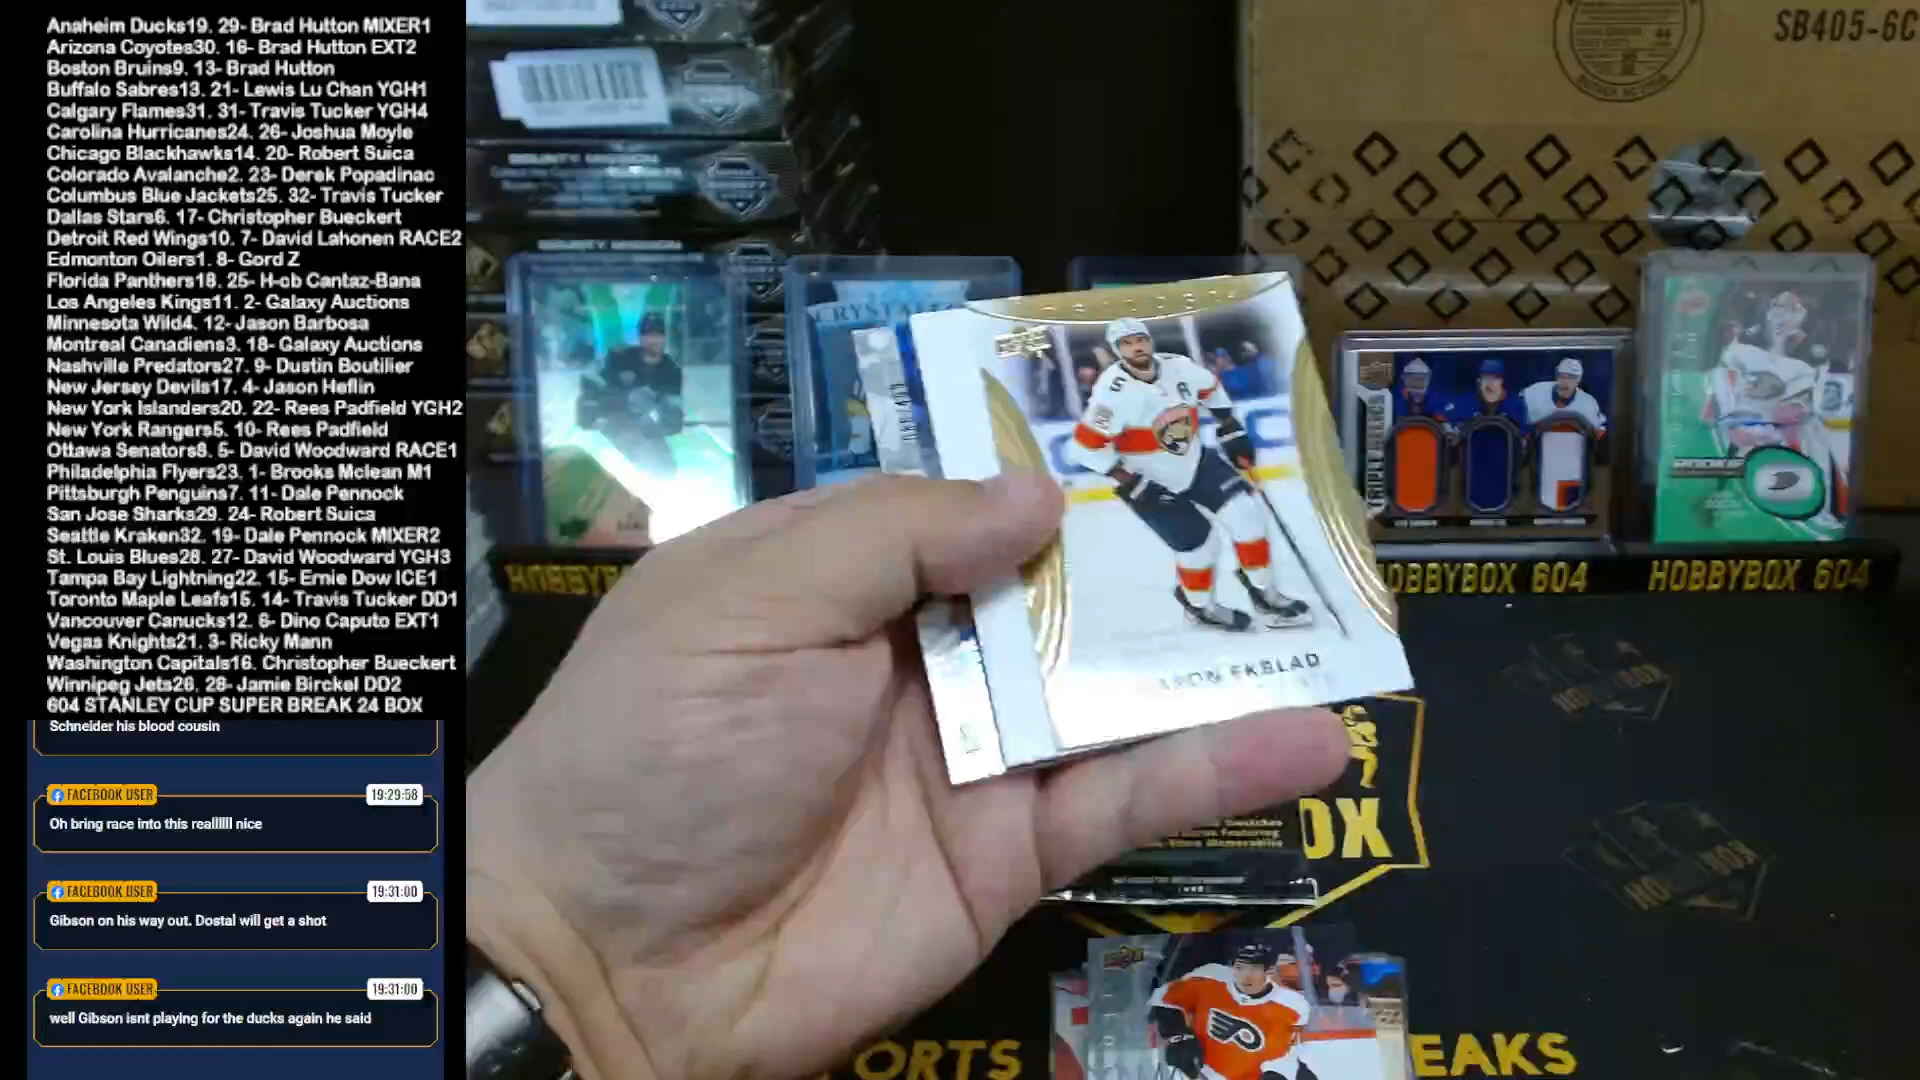 Anaheim Ducks19. 29- Brad Hutton MIXER1
Arizona Coyotes30. 16- Brad Hutton EXT2
Boston Bruins9. 13- Brad Hutton
Buffalo Sabres13. 21- Lewis Lu Chan YGH1
Calgary Flames31. 31- Travis Tucker YGH4
Carolina Hurricanes24. 26- Joshua Moyle
Chicago Blackhawks14. 20- Robert Suica
Colorado Avalanche2. 23- Derek Popadinac
Columbus Blue Jackets25. 32- Travis Tucker
Dallas Stars6. 17- Christopher Bueckert
Detroit Red Wings10. 7- David Lahonen RACE2
Edmonton Oilers1. 8- Gord Z
Florida Panthers18. 25- H-cb Cantaz-Bana
Los Angeles Kings11. 2- Galaxy Auctions
Minnesota Wild4. 12- Jason Barbosa
Montreal Canadiens3. 18- Galaxy Auctions
Nashville Predators27. 9- Dustin Boutilier
New Jersey Devils17. 4- Jason Heflin
New York Islanders20. 22- Rees Padfield YGH2
New York Rangers5. 10- Rees Padfield
Ottawa Senators8. 5- David Woodward RACE1
Philadelphia Flyers23. 1- Brooks Mclean M1
Pittsburgh Penguins7. 11- Dale Pennock
San Jose Sharks29. 24- Robert Suica
Seattle Kraken32. 19- Dale Pennock MIXER2
St. Louis Blues28. 27- David Woodward YGH3
Tampa Bay Lightning22. 15- Ernie Dow ICE1
Toronto Maple Leafs15. 14- Travis Tucker DD1
Vancouver Canucks12. 6- Dino Caputo EXT1
Vegas Knights21. 3- Ricky Mann
Washington Capitals16. Christopher Bueckert
Winnipeg Jets26. 28- Jamie Birckel DD2
604 STANLEY CUP SUPER BREAK 24 BOX
Schneider his blood cousin
FACEBOOK USER 19:29:58
Oh bring race into this reallllll nice
FACEBOOK USER 19:31:00
Gibson on his way out. Dostal will get a shot
FACEBOOK USER 19:31:00
well Gibson isnt playing for the ducks again he said
SB405-6C
BOUNTY MISSION
CRYSTAL
5
EKBLAD
HOBBYBOX 604
HOBBYBOX 604
OX
ORTS
EAKS